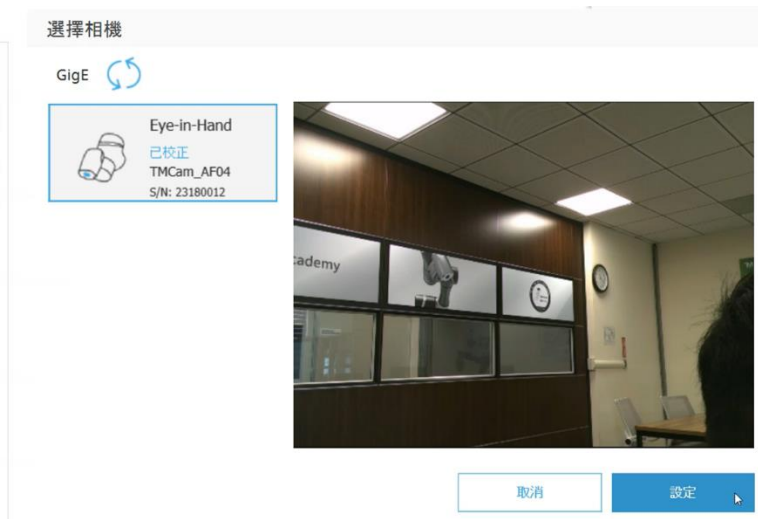 選擇相機
GigE
Eye-in-Hand
已校正
TMCam_AF04
S/N: 23180012
cademy
取消
設定